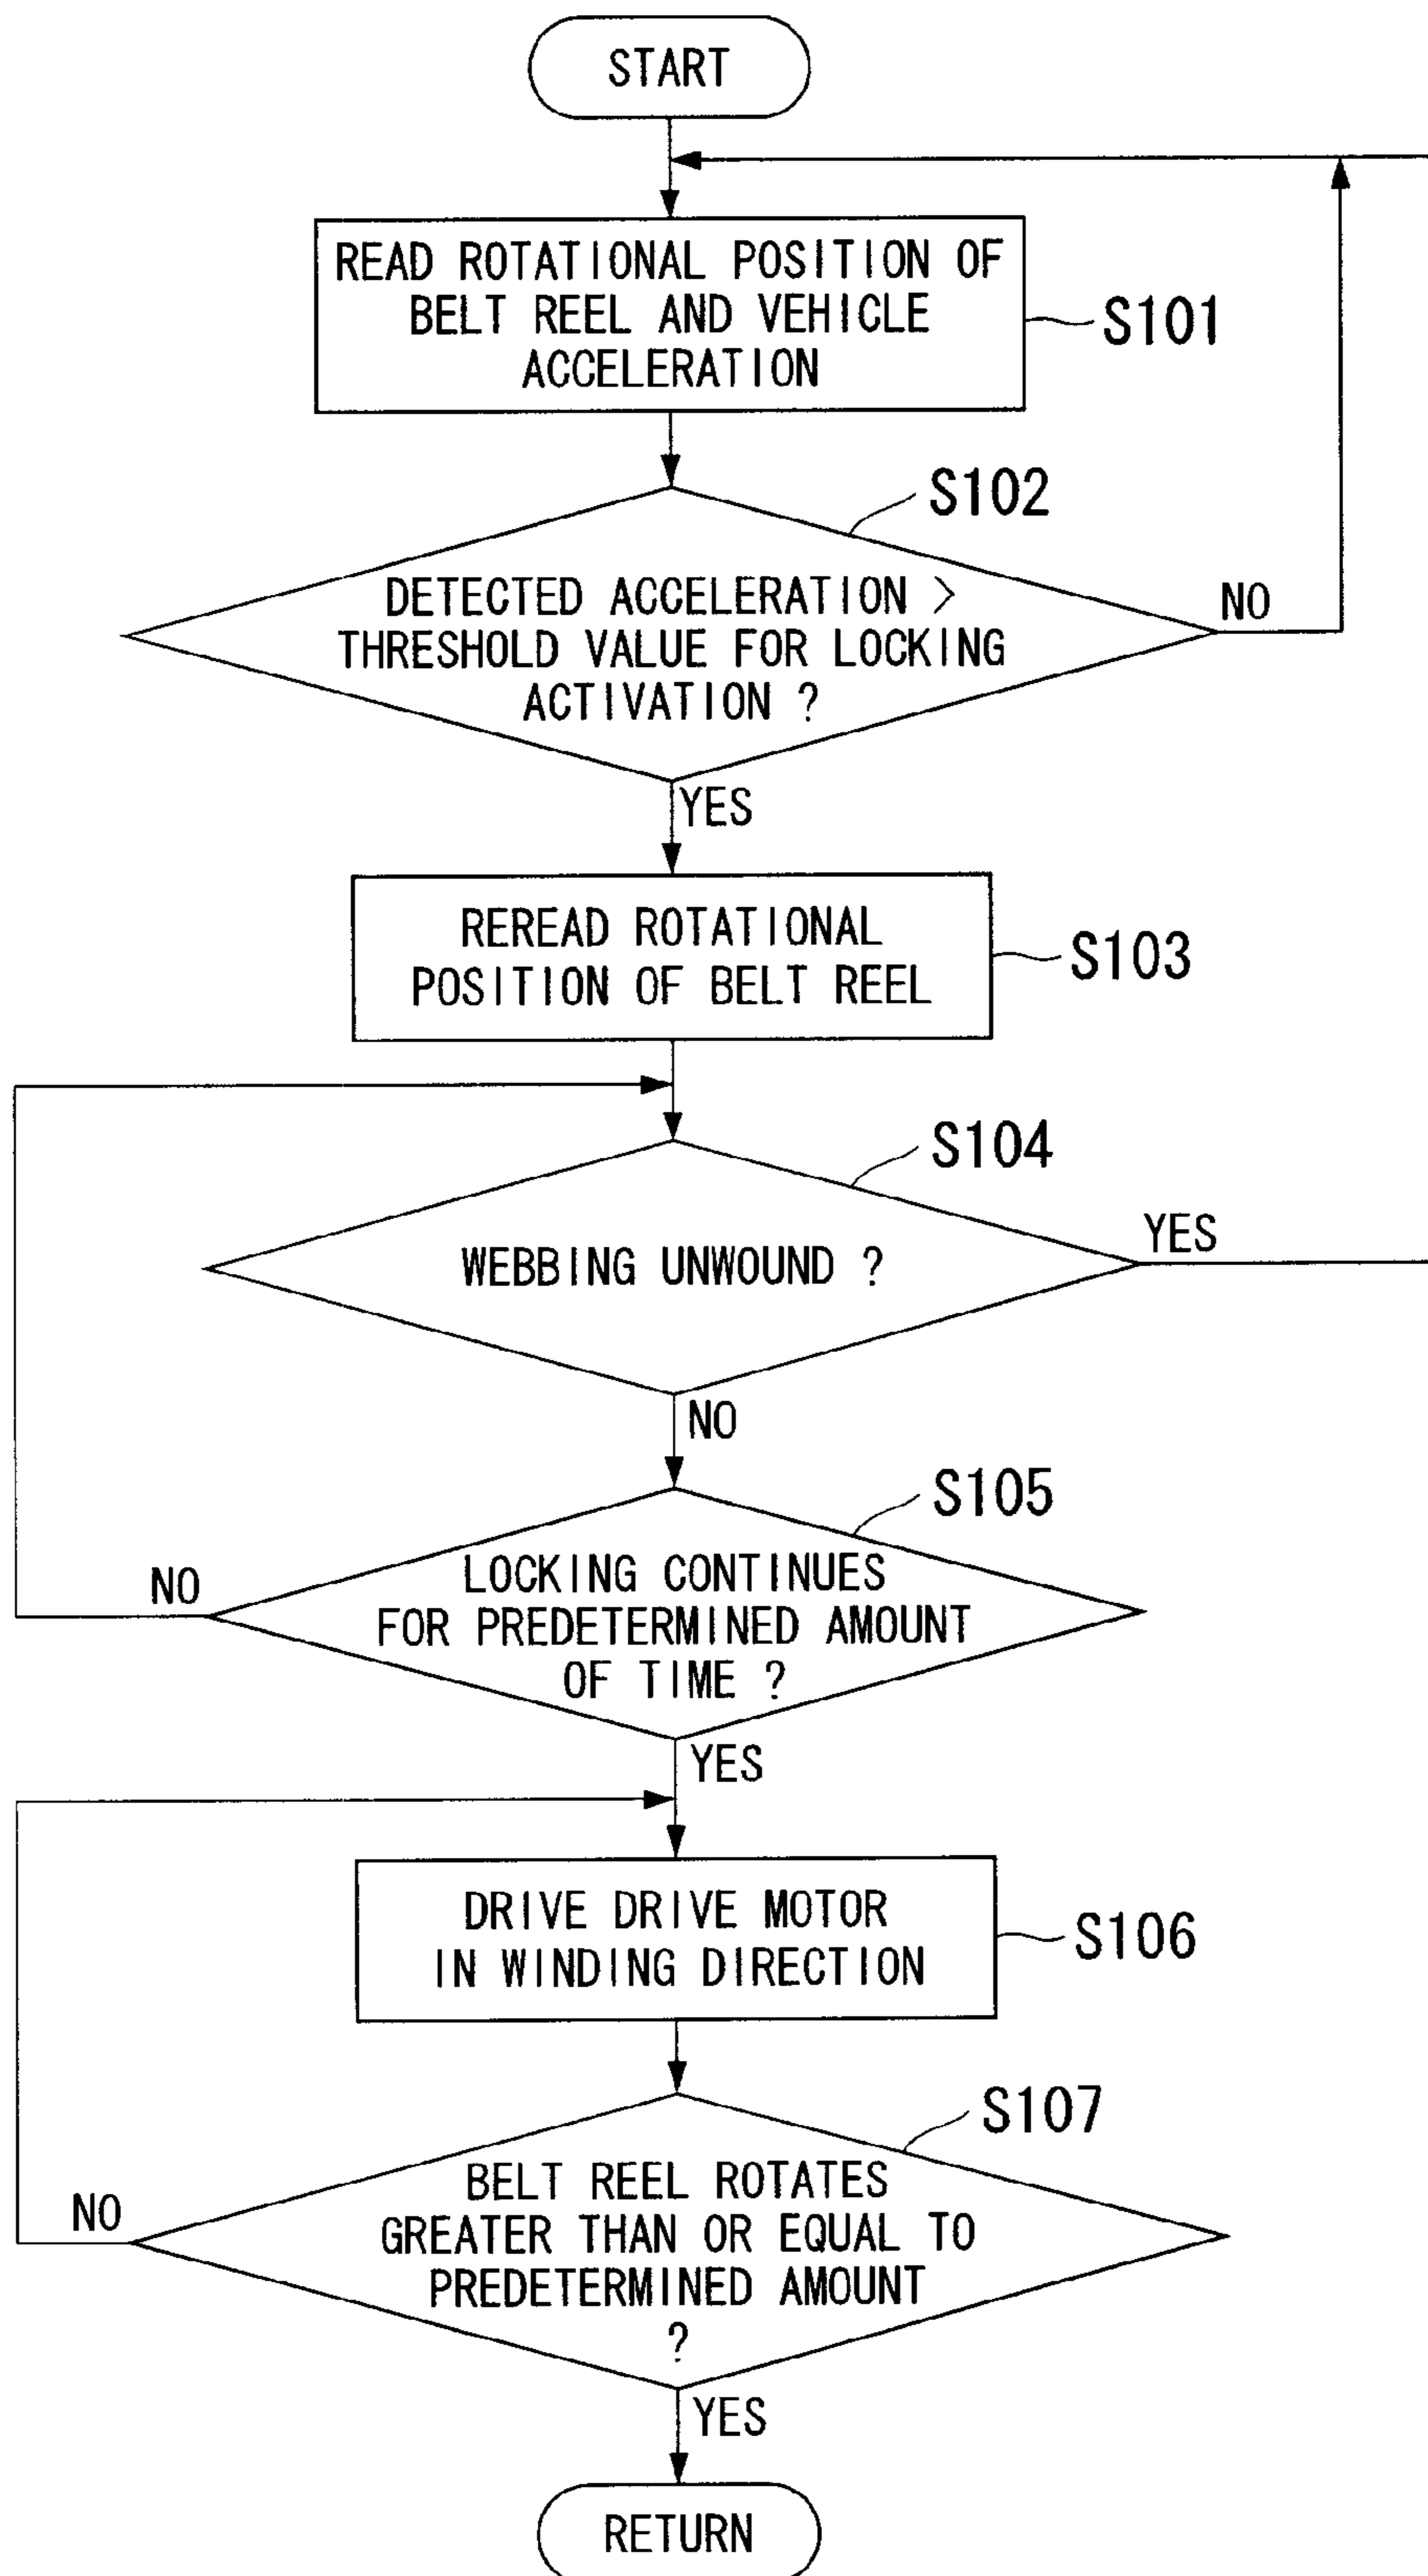 START
READ ROTATIONAL POSITION OF
BELT REEL AND VEHICLE
ACCELERATION
S101
S102
DETECTED ACCELERATION >
THRESHOLD VALUE FOR LOCKING
ACTIVATION ?
NO
YES
REREAD ROTATIONAL
POSITION OF BELT REEL
S103
S104
WEBBING UNWOUND ?
YES
NO
S105
LOCKING CONTINUES
FOR PREDETERMINED AMOUNT
OF TIME ?
NO
YES
DRIVE DRIVE MOTOR
IN WINDING DIRECTION
S106
S107
BELT REEL ROTATES
GREATER THAN OR EQUAL TO
PREDETERMINED AMOUNT
?
NO
YES
RETURN